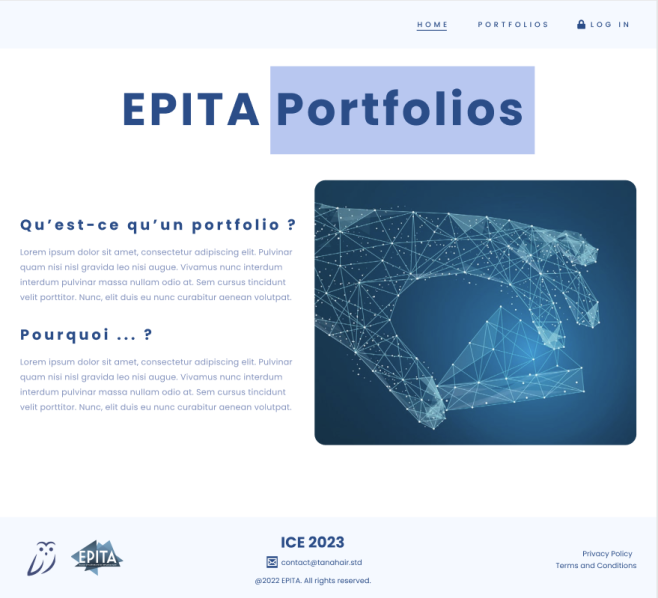 HOME PORTFOLIOS LOG IN
EPITA Portfolios
Qu'est-ce qu'un portfolio ?
Lorem ipsum dolor sit amet, consectetur adipiscing elit. Pulvinar
quam nisi nisl gravida leo nisi augue. Vivamus nunc interdum
interdum pulvinar massa nullam odio at. Sem cursus tincidunt
velit porttitor. Nunc, elit duis eu nunc curabitur aenean volutpat.
Pourquoi ... ?
Lorem ipsum dolor sit amet, consectetur adipiscing elit. Pulvinar
quam nisi nisl gravida leo nisi augue. Vivamus nunc interdum
interdum pulvinar massa nullam odio at. Sem cursus tincidunt
velit porttitor. Nunc, elit duis eu nunc curabitur aenean volutpat.
EPITA
ICE 2023
contact@tanahair.std
@2022 EPITA. All rights reserved.
Privacy Policy
Terms and Conditions